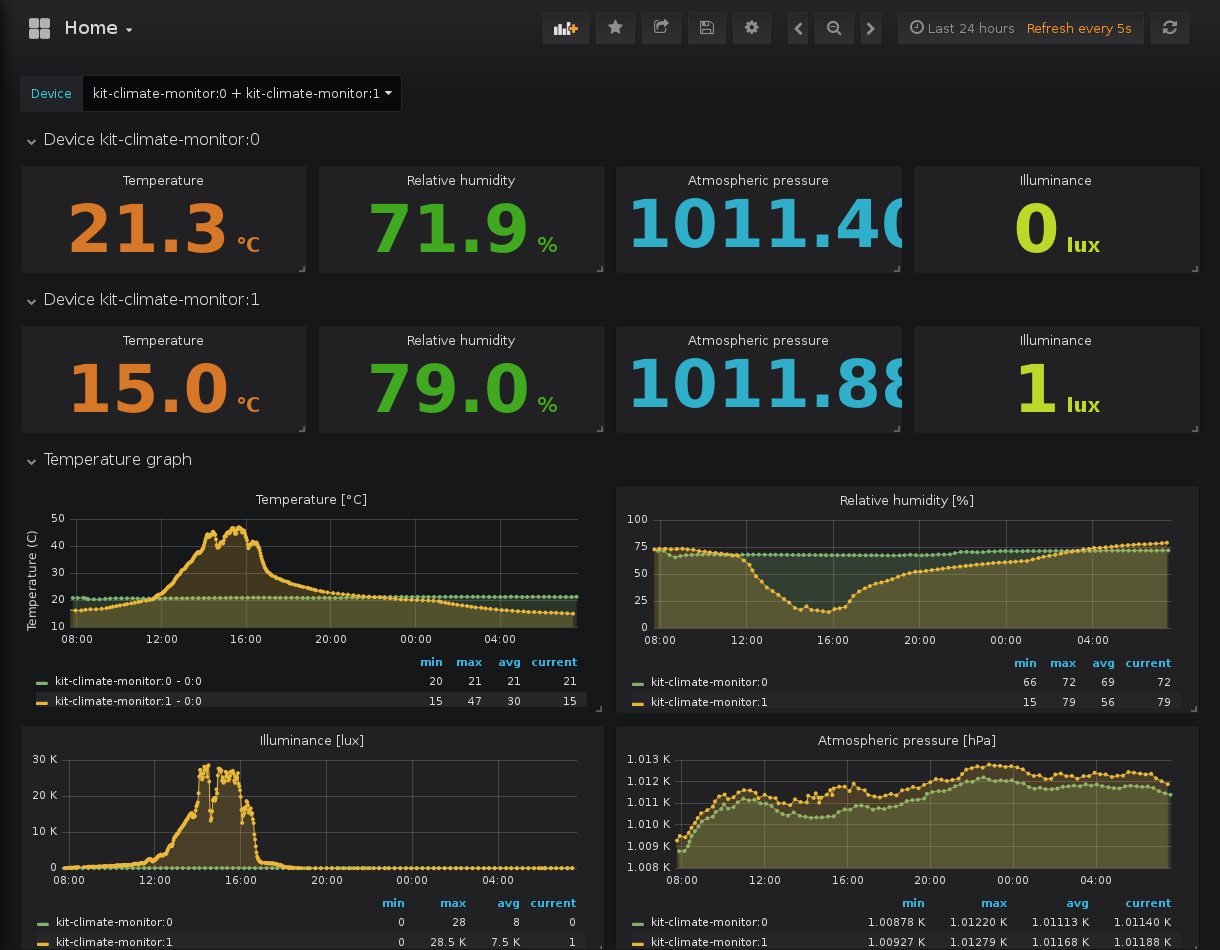 Home
Last 24 hours Refresh every 5s
Device kit-climate-monitor:0 + kit-climate-monitor:1
Device kit-climate-monitor:0
Temperature Relative humidity Atmospheric pressure Illuminance
21.3 °C 71.9 % 1011.40 0 lux
Device kit-climate-monitor:1
Temperature Relative humidity Atmospheric pressure Illuminance
15.0 °C 79.0 % 1011.88 1 lux
Temperature graph
Temperature [°C]
Temperature (C)
50
40
30
20
10
08:00 12:00 16:00 20:00 00:00 04:00
min max avg current
kit-climate-monitor:0 - 0:0 20 21 21 21
kit-climate-monitor:1 - 0:0 15 47 30 15
Relative humidity [%]
100
75
50
25
0
08:00 12:00 16:00 20:00 00:00 04:00
min max avg current
kit-climate-monitor:0 66 72 69 72
kit-climate-monitor:1 15 79 56 79
Illuminance [lux]
30 K
20 K
10 K
0
08:00 12:00 16:00 20:00 00:00 04:00
min max avg current
kit-climate-monitor:0 0 28 8 0
kit-climate-monitor:1 0 28.5 K 7.5 K 1
Atmospheric pressure [hPa]
1.013 K
1.012 K
1.011 K
1.010 K
1.009 K
1.008 K
08:00 12:00 16:00 20:00 00:00 04:00
min max avg current
kit-climate-monitor:0 1.00878 K 1.01220 K 1.01113 K 1.01140 K
kit-climate-monitor:1 1.00927 K 1.01279 K 1.01168 K 1.01188 K